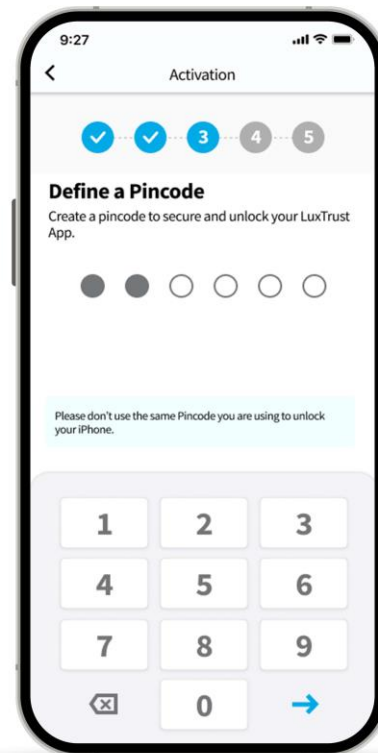 9:27
Activation
3 4 5
Define a Pincode
Create a pincode to secure and unlock your LuxTrust
App.
Please don't use the same Pincode you are using to unlock
your iPhone.
1 2 3
4 5 6
7 8 9
0